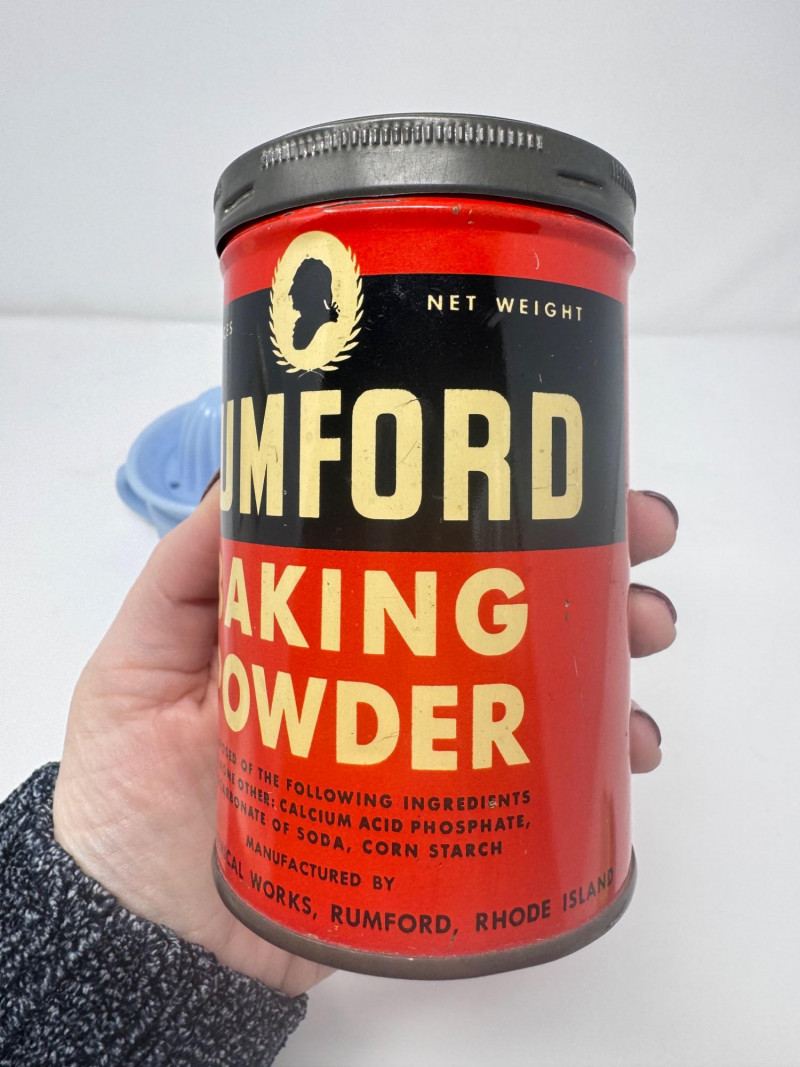 NET WEIGHT
UMFORD
AKING
OWDER
OF THE FOLLOWING INGREDIENTS
OTHER: CALCIUM ACID PHOSPHATE,
OF SODA, CORN STARCH
MANUFACTURED BY
CAL WORKS, RUMFORD, RHODE ISLAND